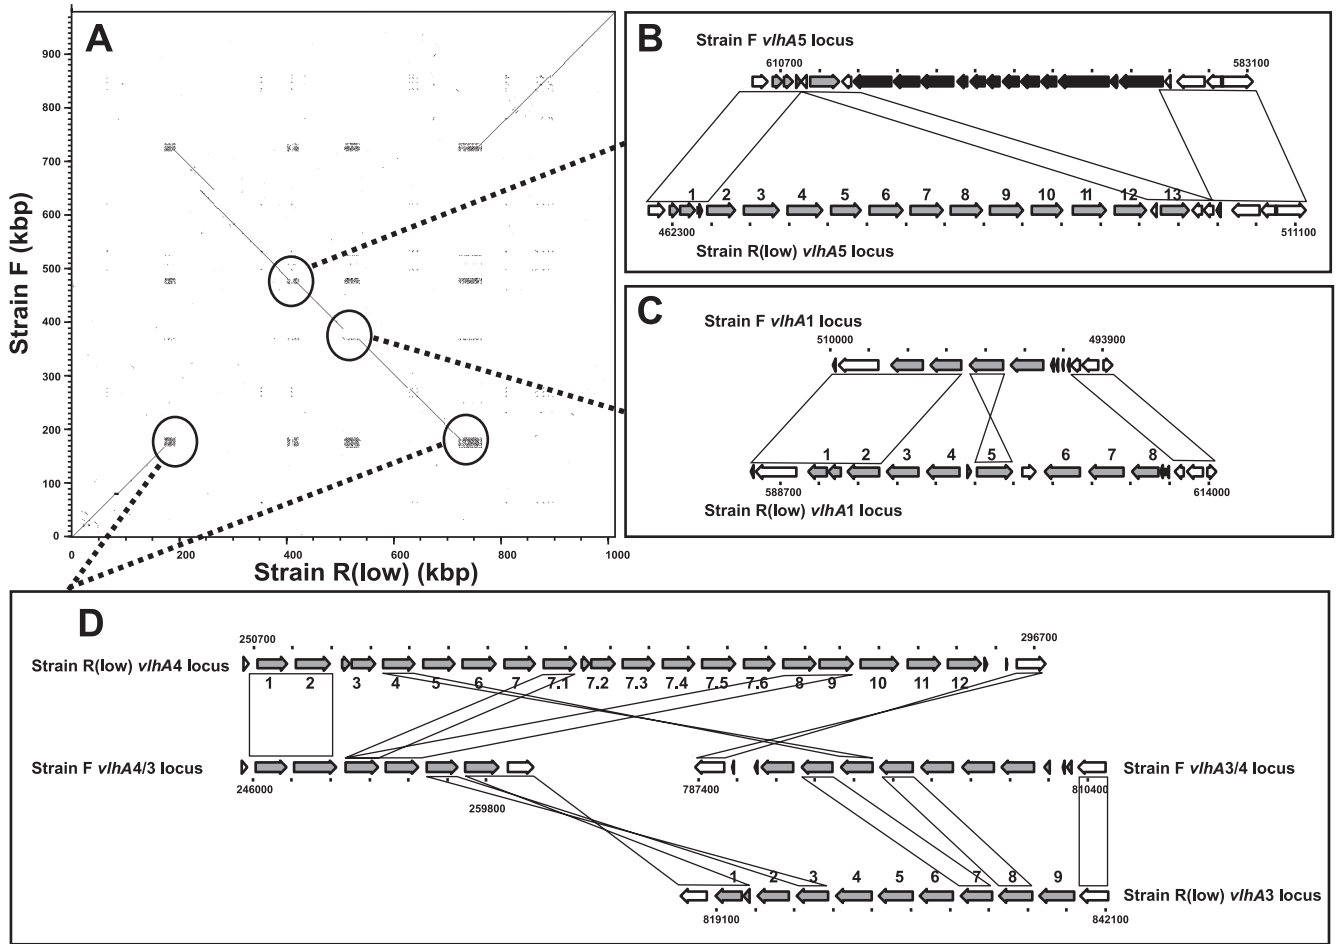 A
Strain F (kbp)
900
800
700
600
500
400
300
200
100
0
0 200 400 600 800 1000
Strain R(low) (kbp)
B
Strain F vlhA5 locus
610700 583100
1 2 3 4 5 6 7 8 9 10 11 12 13
462300 511100
Strain R(low) vlhA5 locus
C
Strain F vlhA1 locus
510000 493900
1 2 3 4 5 6 7 8
588700 614000
Strain R(low) vlhA1 locus
D
250700 296700
Strain R(low) vlhA4 locus
1 2 3 4 5 6 7 7.1 7.2 7.3 7.4 7.5 7.6 8 9 10 11 12
Strain F vlhA4/3 locus Strain F vlhA3/4 locus
246000 259800 787400 810400
1 2 3 4 5 6 7 8 9
Strain R(low) vlhA3 locus
819100 842100